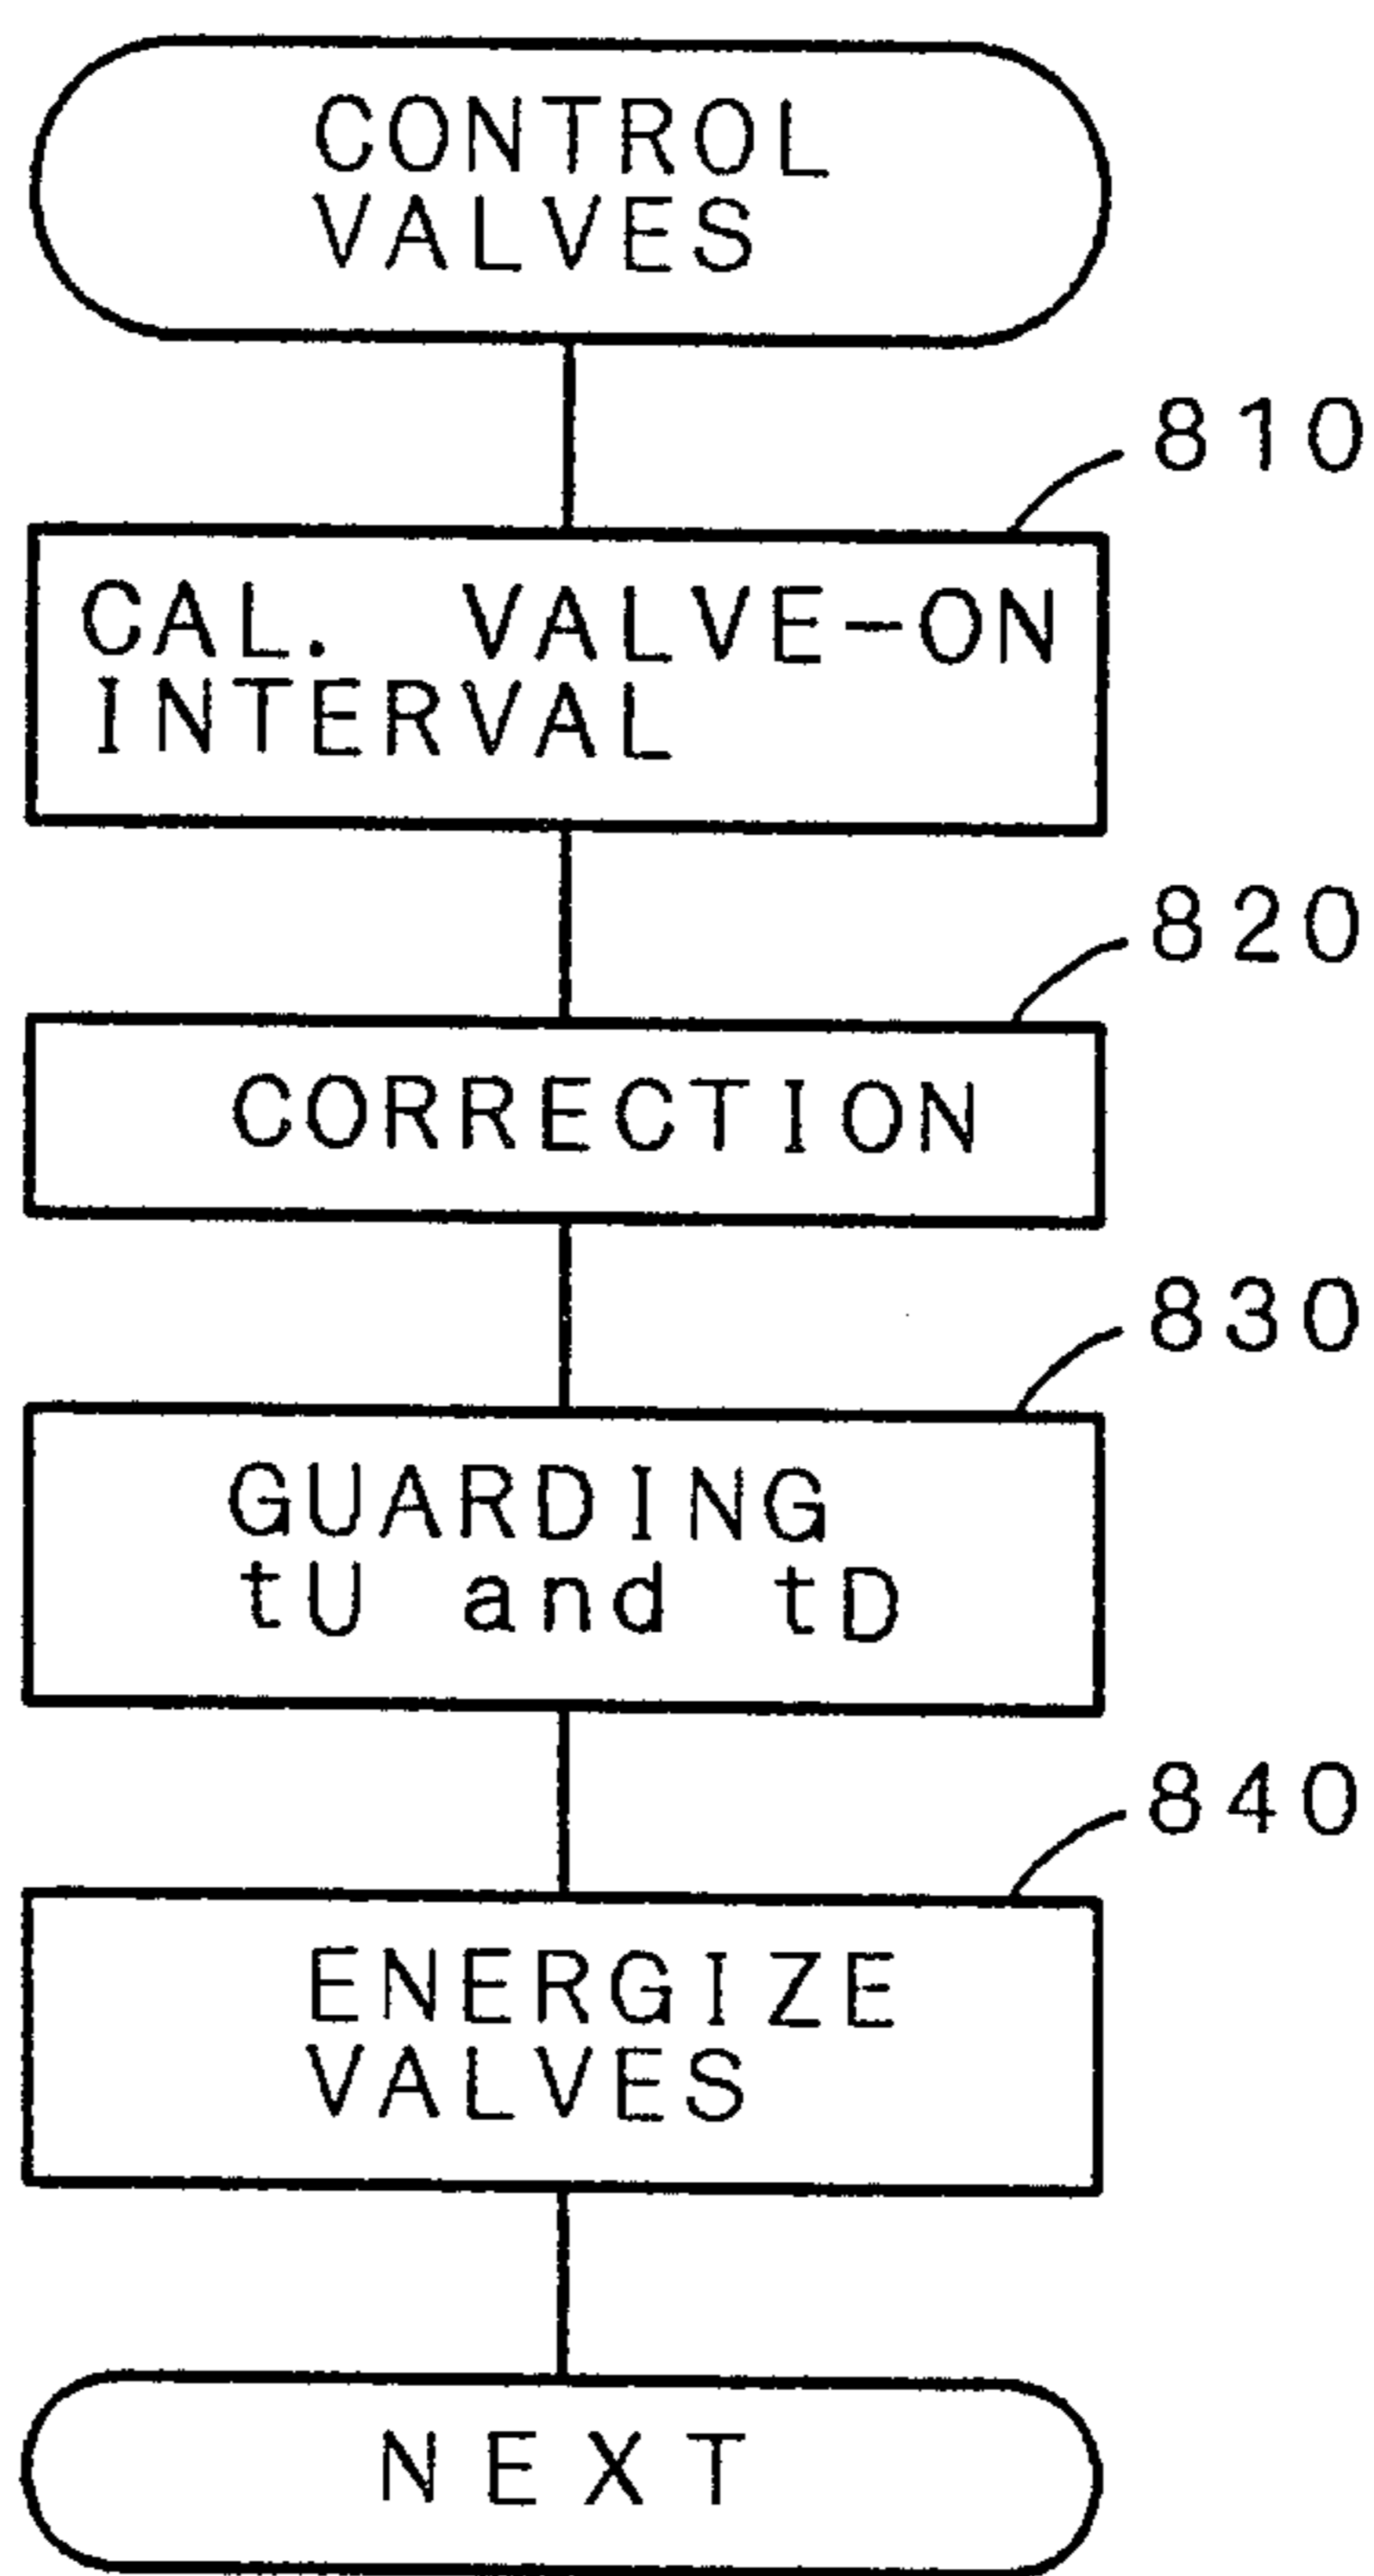 CONTROL
VALVES
810
CAL. VALVE-ON
INTERVAL
820
CORRECTION
830
GUARDING
tU and tD
840
ENERGIZE
VALVES
NEXT